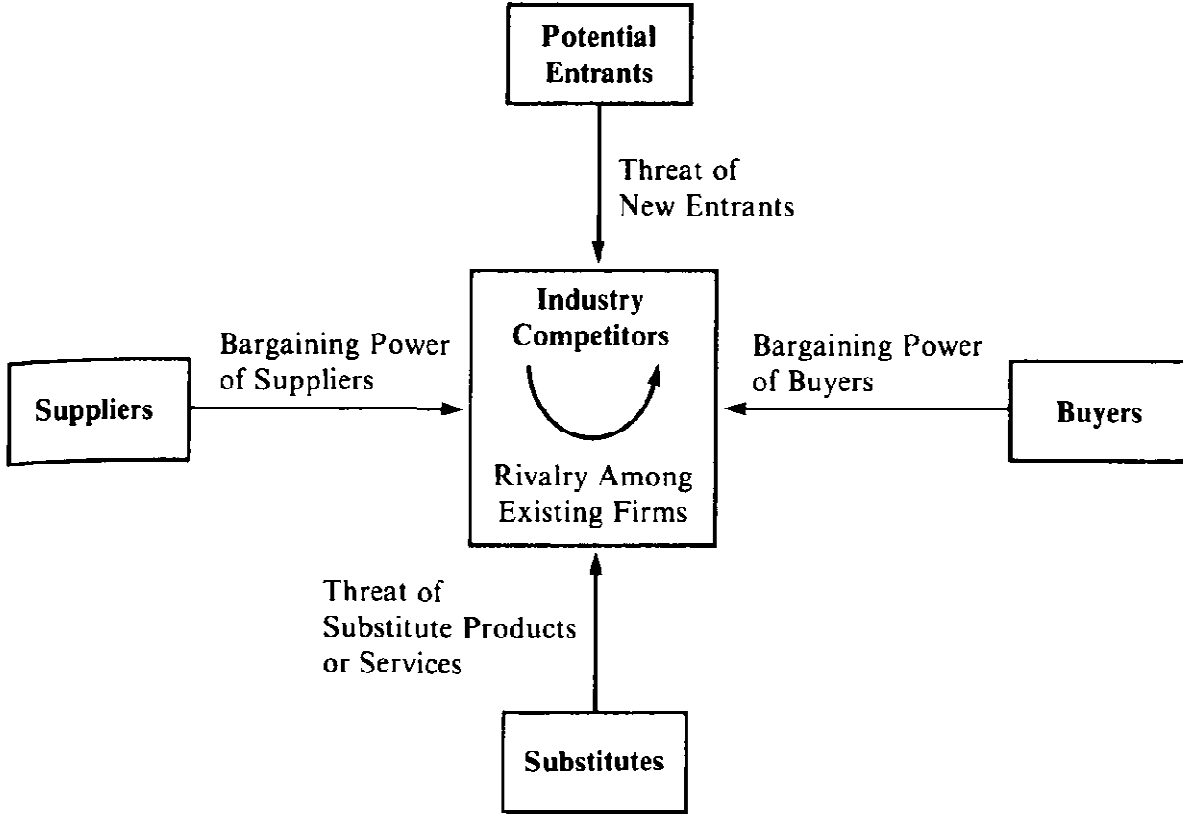 Potential
Entrants
Threat of
New Entrants
Industry
Competitors
Bargaining Power
of Suppliers
Bargaining Power
of Buyers
Suppliers
Buyers
Rivalry Among
Existing Firms
Threat of
Substitute Products
or Services
Substitutes